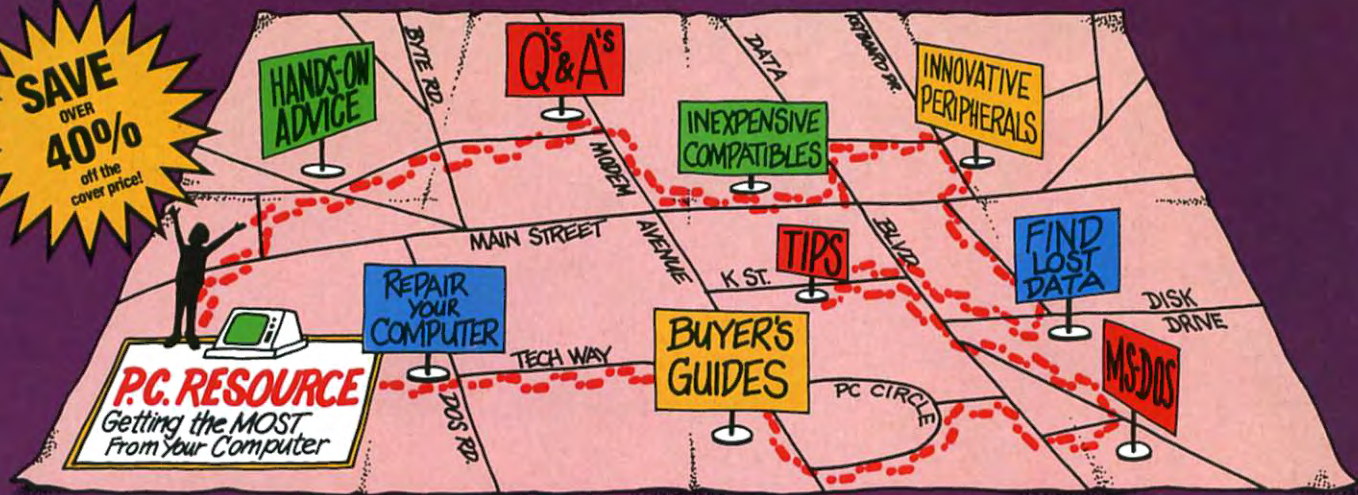 SAVE
OVER
40%
off the
cover price!
HANDS-ON
ADVICE
BYTE RD.
Q's & A's
MODEM
AVENUE
DATA
BLVD.
KEYBOARD DR.
INNOVATIVE
PERIPHERALS
INEXPENSIVE
COMPATIBLES
MAIN STREET
REPAIR
YOUR
COMPUTER
K ST.
TIPS
FIND
LOST
DATA
DISK
DRIVE
TECH WAY
DOS RD.
BUYER'S
GUIDES
PC CIRCLE
MS-DOS
P.C. RESOURCE
Getting the MOST
From Your Computer